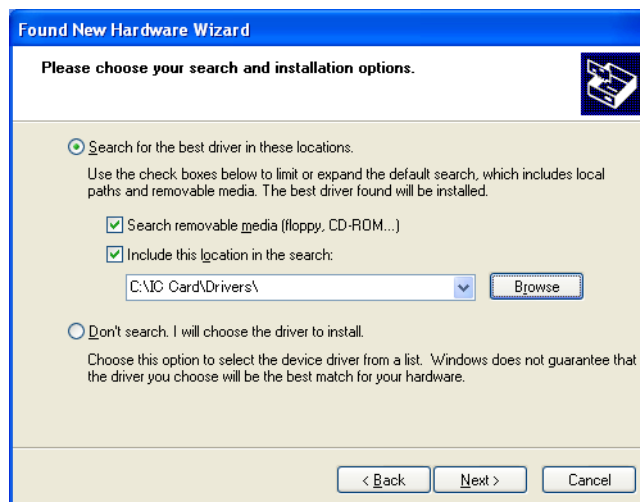 Found New Hardware Wizard
Please choose your search and installation options.
Search for the best driver in these locations.
Use the check boxes below to limit or expand the default search, which includes local
paths and removable media. The best driver found will be installed.
Search removable media (floppy, CD-ROM...)
Include this location in the search:
C:\IC Card\Drivers\
Browse
Don't search. I will choose the driver to install.
Choose this option to select the device driver from a list. Windows does not guarantee that
the driver you choose will be the best match for your hardware.
< Back Next > Cancel